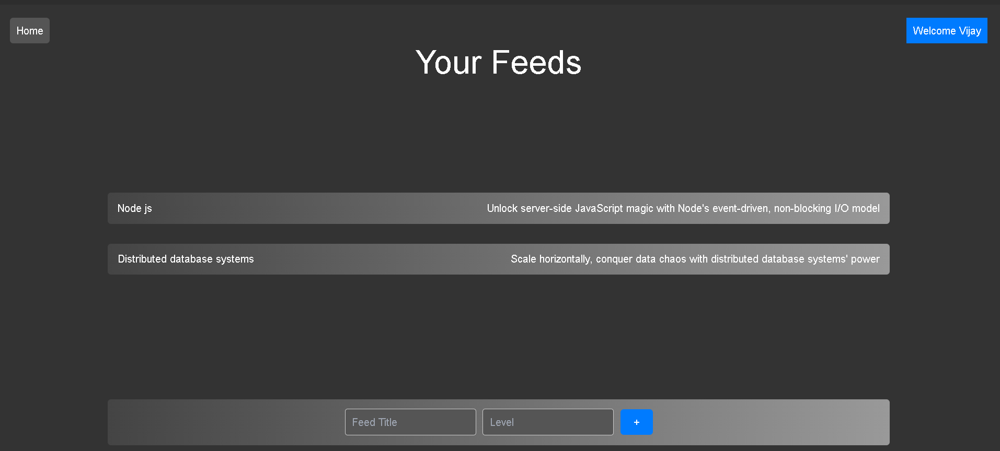 Home
Welcome Vijay
Your Feeds
Node js
Unlock server-side JavaScript magic with Node's event-driven, non-blocking I/O model
Distributed database systems
Scale horizontally, conquer data chaos with distributed database systems' power
Feed Title
Level
+